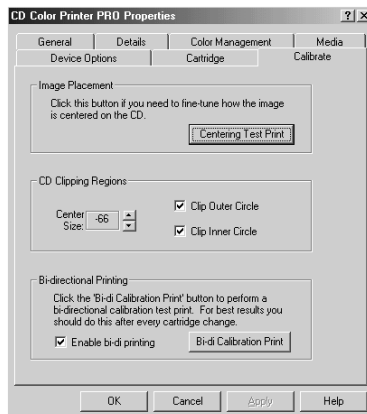 CD Color Printer PRO Properties
General Details Color Management Media
Device Options Cartridge Calibrate
Image Placement
Click this button if you need to fine-tune how the image
is centered on the CD.
Centering Test Print
CD Clipping Regions
Center
Size: -66
Clip Outer Circle
Clip Inner Circle
Bi-directional Printing
Click the 'Bi-di Calibration Print' button to perform a
bi-directional calibration test print. For best results you
should do this after every cartridge change.
Enable bi-di printing Bi-di Calibration Print
OK Cancel Apply Help